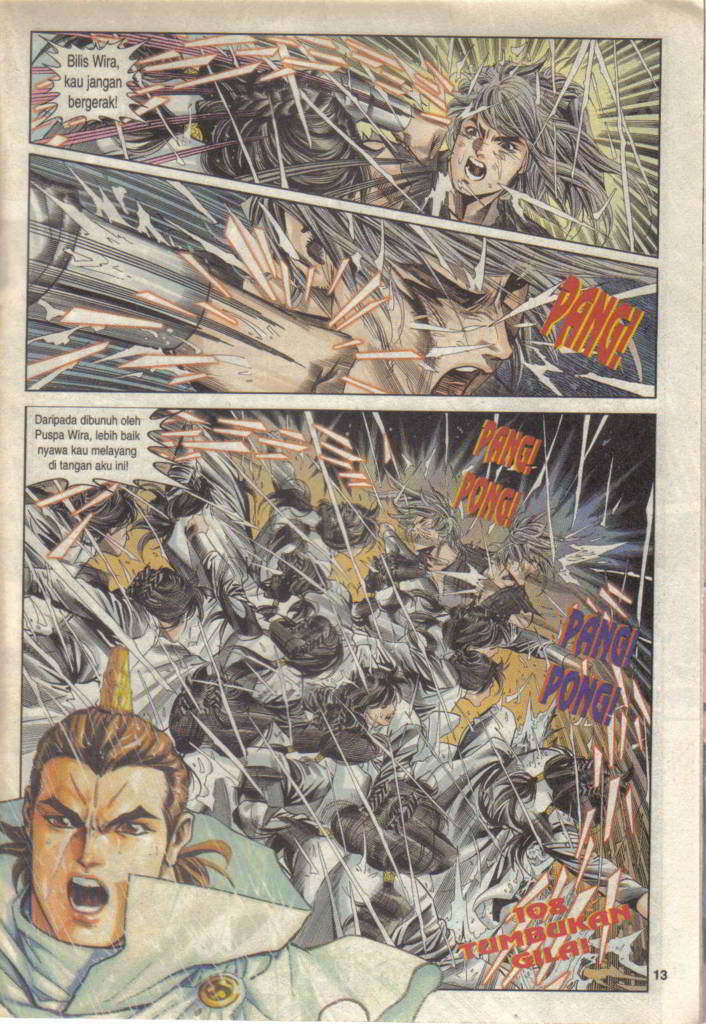 Bilis Wira,
kau jangan
bergerak!
PANG!
Daripada dibunuh oleh
Puspa Wira, lebih baik
nyawa kau melayang
di tangan aku ini!
PANG!
PONG!
PANG!
PONG!
108
TUMBUKAN
GILA!
13